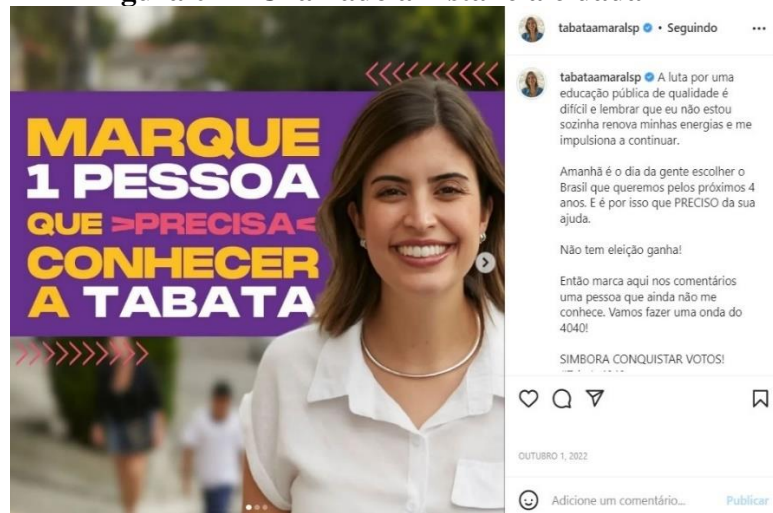 MARQUE
1 PESSOA
QUE >PRECISA<
CONHECER
A TABATA
tabataamaralsp • Seguindo
tabataamaralsp A luta por uma
educação pública de qualidade é
difícil e lembrar que eu não estou
sozinha renova minhas energias e me
impulsiona a continuar.
Amanhã é o dia da gente escolher o
Brasil que queremos pelos próximos 4
anos. E é por isso que PRECISO da sua
ajuda.
Não tem eleição ganha!
Então marca aqui nos comentários
uma pessoa que ainda não me
conhece. Vamos fazer uma onda do
4040!
SIMBORA CONQUISTAR VOTOS!
OUTUBRO 1, 2022
Adicione um comentário... Publicar